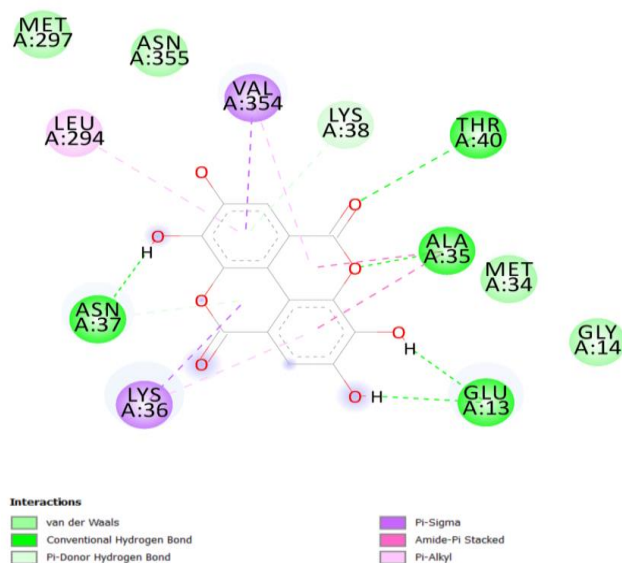 MET
A:297
ASN
A:355
VAL
A:354
LYS
A:38
THR
A:40
LEU
A:294
O
O
O
H
ALA
A:35
O
MET
A:34
ASN
A:37
O
O
H
GLY
A:14
O
LYS
A:36
O
H
GLU
A:13
Interactions
van der Waals
Conventional Hydrogen Bond
Pi-Donor Hydrogen Bond
Pi-Sigma
Amide-Pi Stacked
Pi-Alkyl